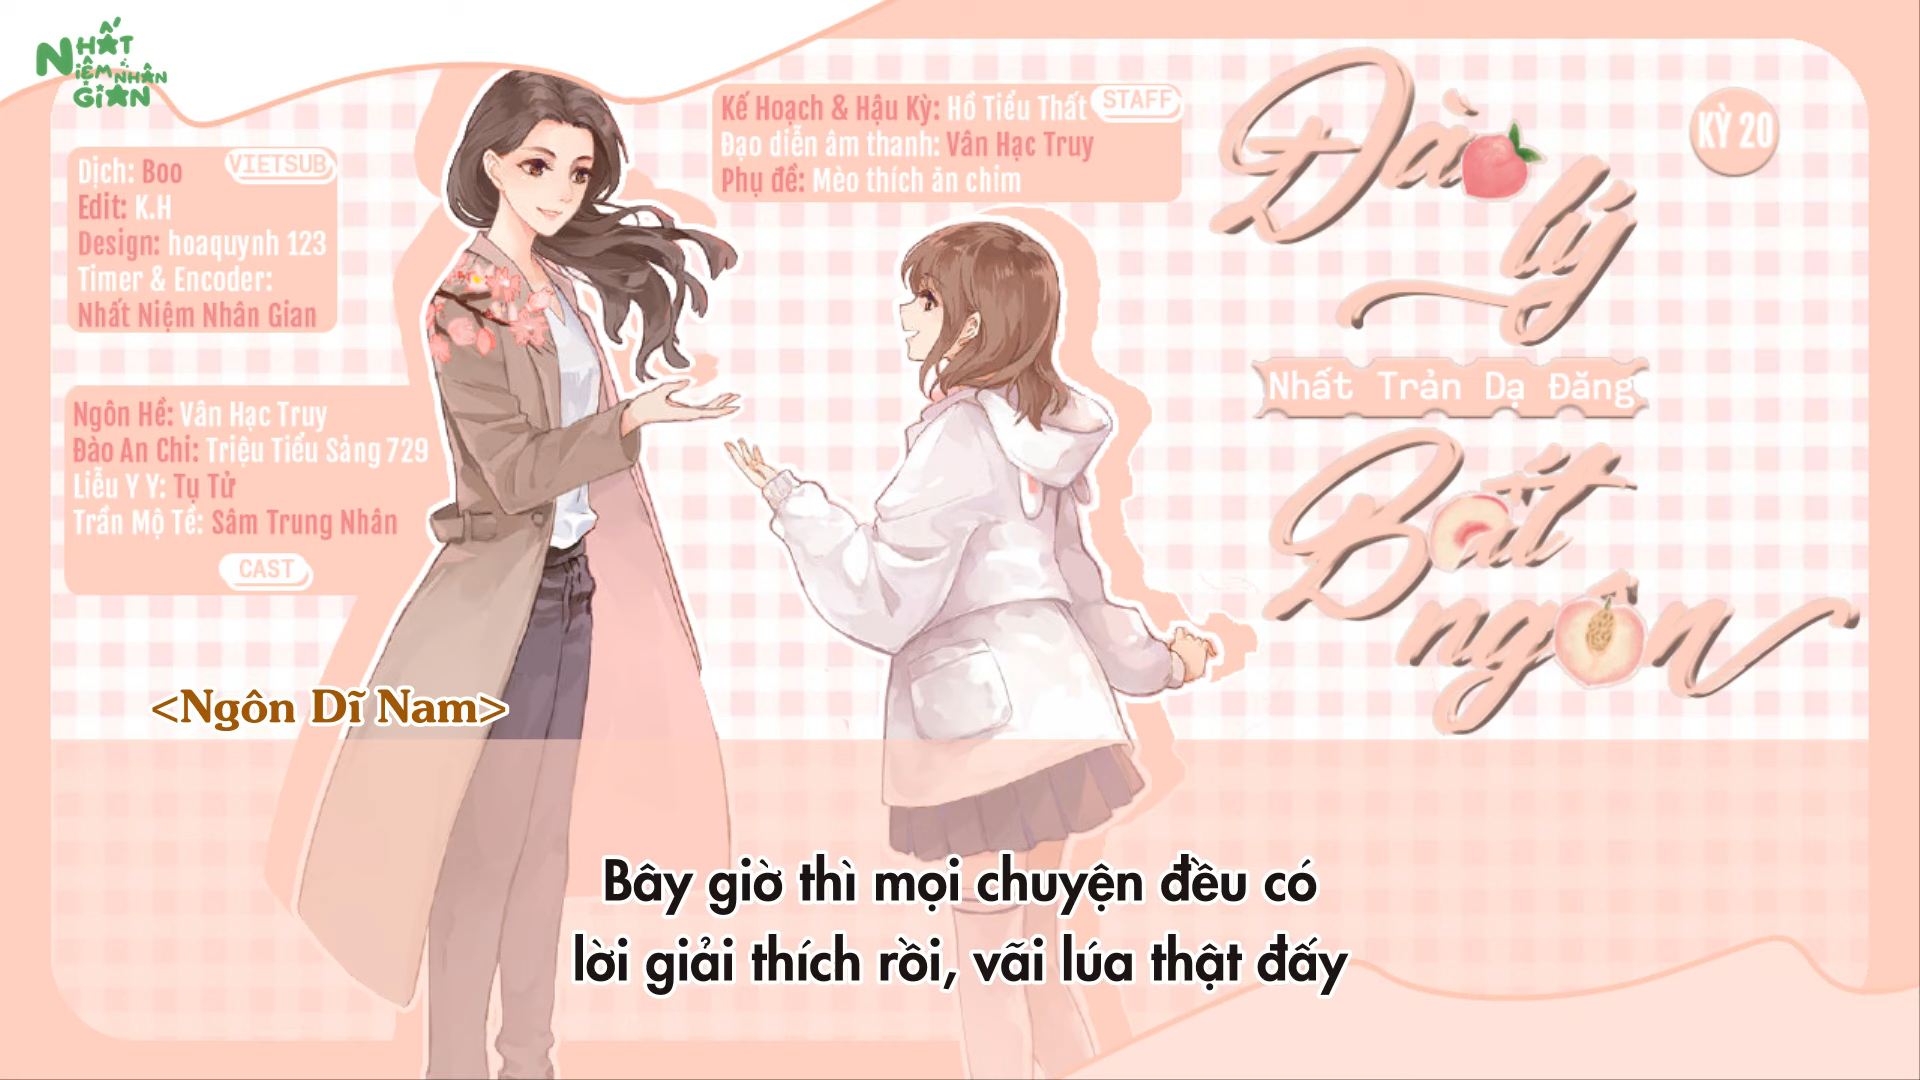 NHẤT
NIỆM NHÂN
GIAN
Dịch: Boo
VIETSUB
Edit: K.H
Design: hoaquynh 123
Timer & Encoder:
Nhất Niệm Nhân Gian
Ngôn Hề: Vân Hạc Truy
Đào An Chi: Triệu Tiểu Sảng 729
Liễu Y Y: Tụ Tử
Trần Mộ Tề: Sâm Trung Nhân
CAST
Kế Hoạch & Hậu Kỳ: Hồ Tiểu Thất
STAFF
Đạo diễn âm thanh: Vân Hạc Truy
Phụ đề: Mèo thích ăn chim
Đào
lý
KỲ 20
Nhất Trản Dạ Đăng
Bất
ngôn
<Ngôn Dĩ Nam>
Bây giờ thì mọi chuyện đều có
lời giải thích rồi, vãi lúa thật đấy